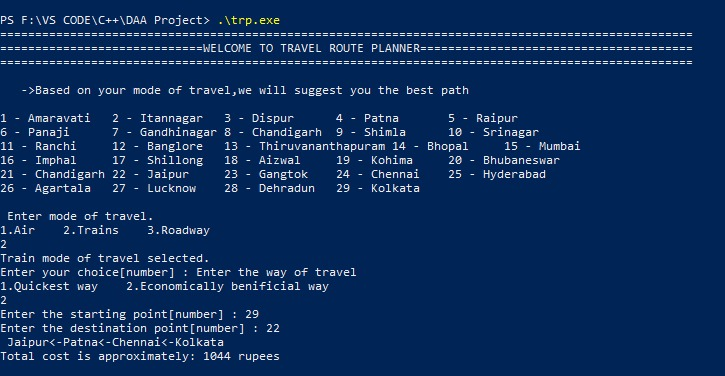 PS F:\VS CODE\C++\DAA Project> .\trp.exe
==========================================================================================================
===============================WELCOME TO TRAVEL ROUTE PLANNER==========================================
==========================================================================================================
->Based on your mode of travel,we will suggest you the best path
1 - Amaravati 2 - Itannagar 3 - Dispur 4 - Patna 5 - Raipur
6 - Panaji 7 - Gandhinagar 8 - Chandigarh 9 - Shimla 10 - Srinagar
11 - Ranchi 12 - Banglore 13 - Thiruvananthapuram 14 - Bhopal 15 - Mumbai
16 - Imphal 17 - Shillong 18 - Aizwal 19 - Kohima 20 - Bhubaneswar
21 - Chandigarh 22 - Jaipur 23 - Gangtok 24 - Chennai 25 - Hyderabad
26 - Agartala 27 - Lucknow 28 - Dehradun 29 - Kolkata
Enter mode of travel.
1.Air 2.Trains 3.Roadway
2
Train mode of travel selected.
Enter your choice[number] : Enter the way of travel
1.Quickest way 2.Economically benificial way
2
Enter the starting point[number] : 29
Enter the destination point[number] : 22
Jaipur<-Patna<-Chennai<-Kolkata
Total cost is approximately: 1044 rupees